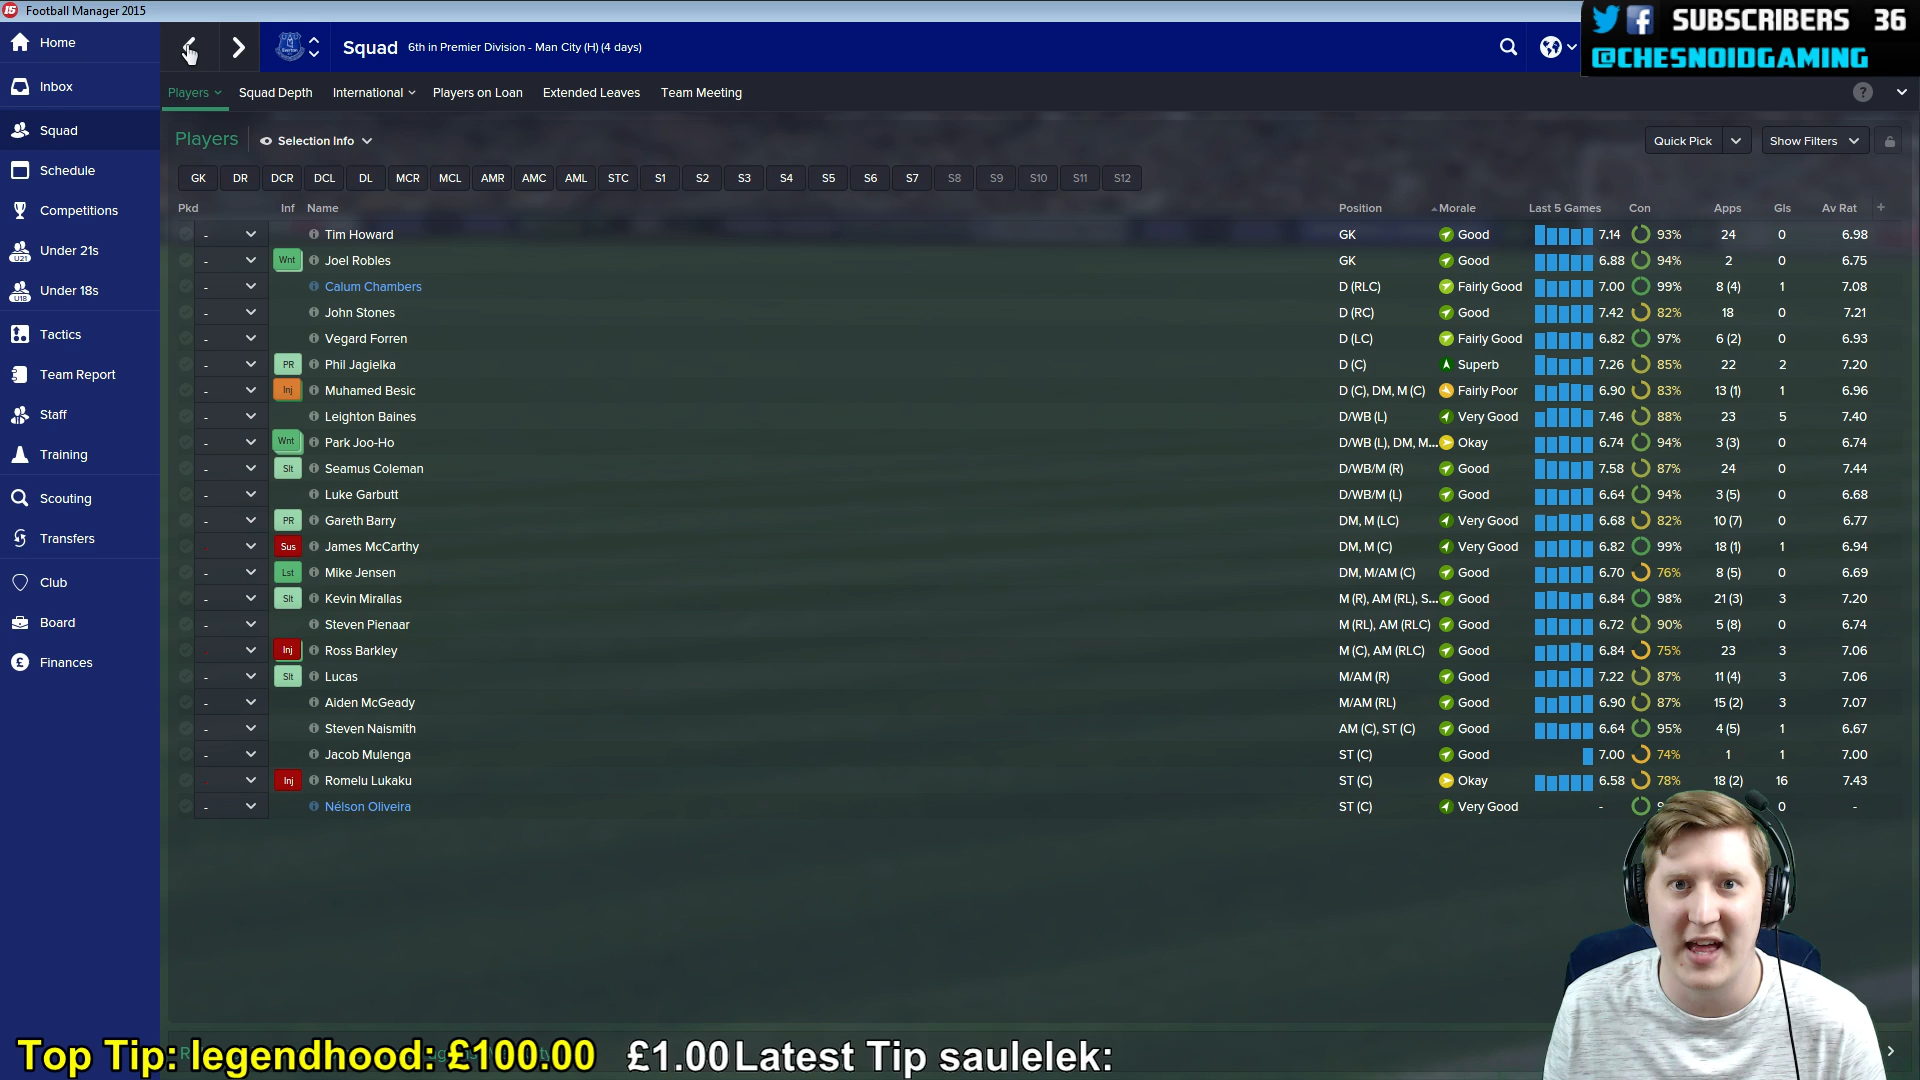 Football Manager 2015
SUBSCRIBERS 36
@CHESNOIDGAMING
Home
Inbox
Squad
Schedule
Competitions
Under 21s
Under 18s
Tactics
Team Report
Staff
Training
Scouting
Transfers
Club
Board
Finances
Squad 6th in Premier Division - Man City (H) (4 days)
Players Squad Depth International Players on Loan Extended Leaves Team Meeting ?
Players Selection Info Quick Pick Show Filters
GK DR DCR DCL DL MCR MCL AMR AMC AML STC S1 S2 S3 S4 S5 S6 S7 S8 S9 S10 S11 S12
Pkd Inf Name Position Morale Last 5 Games Con Apps Gls Av Rat +
- Tim Howard GK Good 7.14 93% 24 0 6.98
- Wnt Joel Robles GK Good 6.88 94% 2 0 6.75
- Calum Chambers D (RLC) Fairly Good 7.00 99% 8 (4) 1 7.08
- John Stones D (RC) Good 7.42 82% 18 0 7.21
- Vegard Forren D (LC) Fairly Good 6.82 97% 6 (2) 0 6.93
- PR Phil Jagielka D (C) Superb 7.26 85% 22 2 7.20
- Inj Muhamed Besic D (C), DM, M (C) Fairly Poor 6.90 83% 13 (1) 1 6.96
- Leighton Baines D/WB (L) Very Good 7.46 88% 23 5 7.40
- Wnt Park Joo-Ho D/WB (L), DM, M... Okay 6.74 94% 3 (3) 0 6.74
- Slt Seamus Coleman D/WB/M (R) Good 7.58 87% 24 0 7.44
- Luke Garbutt D/WB/M (L) Good 6.64 94% 3 (5) 0 6.68
- PR Gareth Barry DM, M (LC) Very Good 6.68 82% 10 (7) 0 6.77
- Sus James McCarthy DM, M (C) Very Good 6.82 99% 18 (1) 1 6.94
- Lst Mike Jensen DM, M/AM (C) Good 6.70 76% 8 (5) 0 6.69
- Slt Kevin Mirallas M (R), AM (RL), S... Good 6.84 98% 21 (3) 3 7.20
- Steven Pienaar M (RL), AM (RLC) Good 6.72 90% 5 (8) 0 6.74
- Inj Ross Barkley M (C), AM (RLC) Good 6.84 75% 23 3 7.06
- Slt Lucas M/AM (R) Good 7.22 87% 11 (4) 3 7.06
- Aiden McGeady M/AM (RL) Good 6.90 87% 15 (2) 3 7.07
- Steven Naismith AM (C), ST (C) Good 6.64 95% 4 (5) 1 6.67
- Jacob Mulenga ST (C) Good 7.00 74% 1 1 7.00
- Inj Romelu Lukaku ST (C) Okay 6.58 78% 18 (2) 16 7.43
- Nélson Oliveira ST (C) Very Good - 0 -
Top Tip: legendhood: £100.00 £1.00 Latest Tip saulelek: